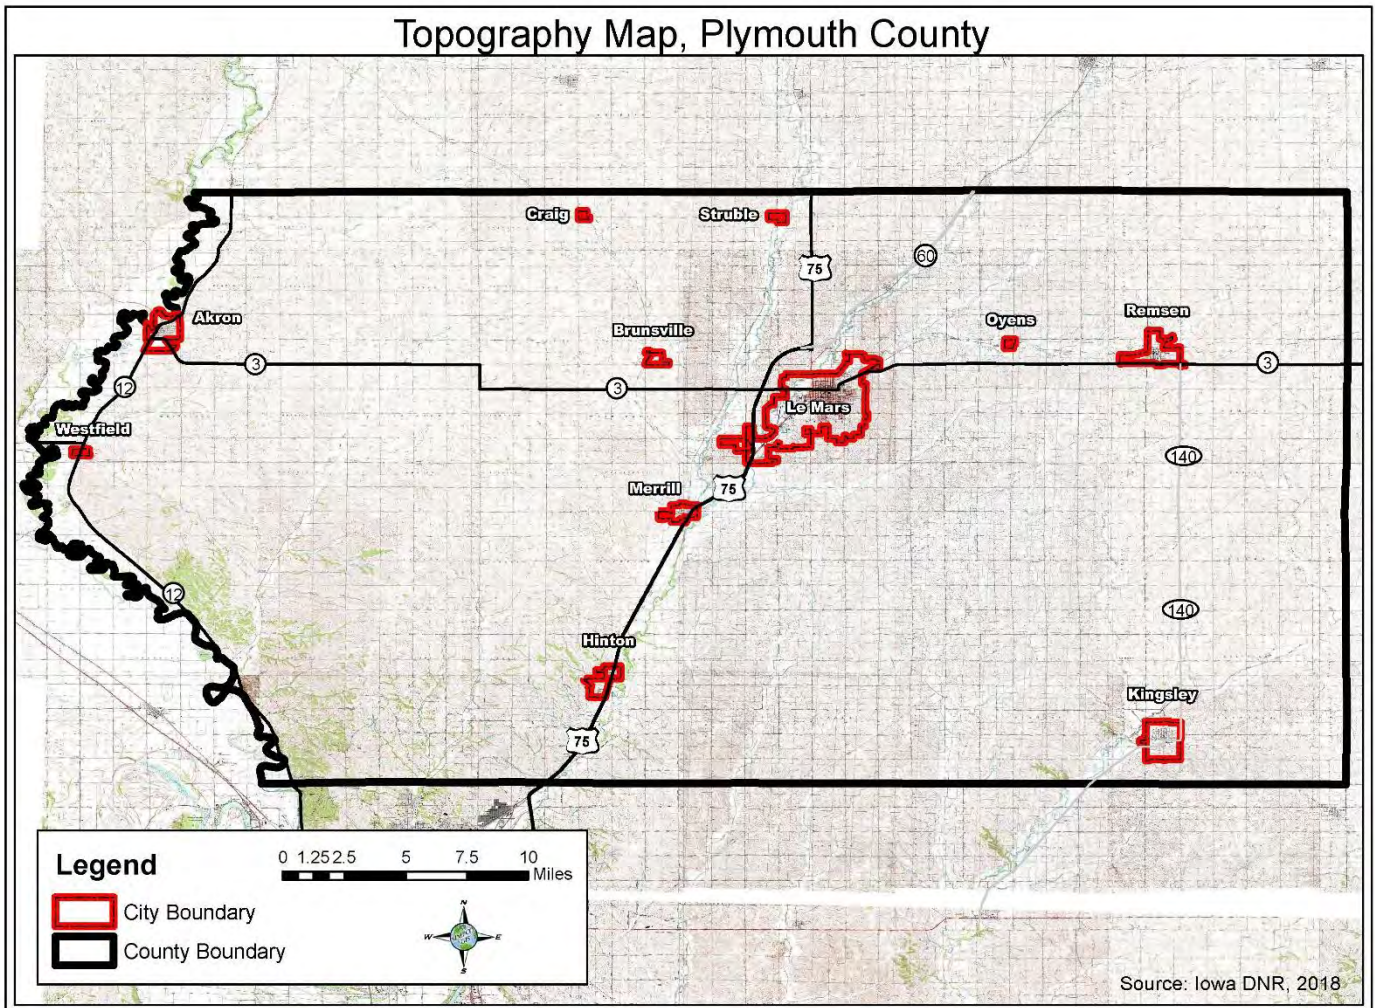 Topography Map, Plymouth County
Craig
Struble
75
60
Akron
Brunsville
Oyens
Remsen
3
3
3
12
Le Mars
Westfield
140
Merrill
75
12
140
Hinton
Kingsley
75
Legend
0 1.25 2.5 5 7.5 10
Miles
City Boundary
County Boundary
N
W E
S
Source: Iowa DNR, 2018